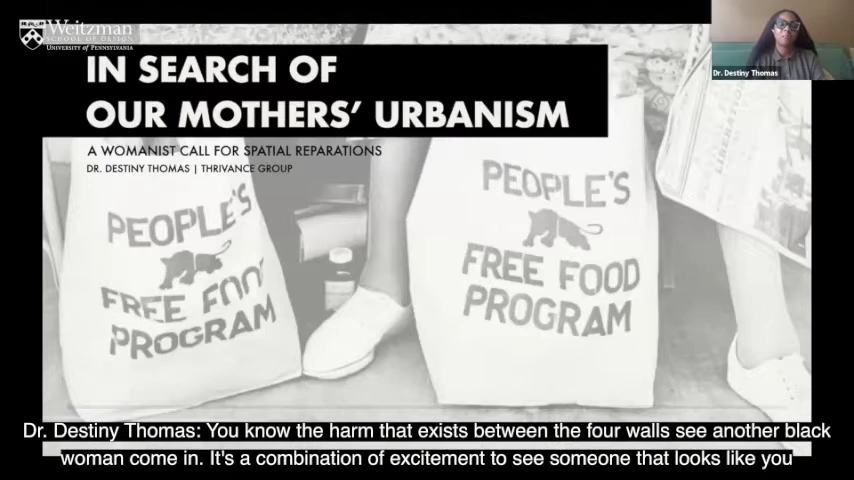 Weitzman
SCHOOL OF DESIGN
UNIVERSITY of PENNSYLVANIA
Dr. Destiny Thomas
IN SEARCH OF
OUR MOTHERS' URBANISM
A WOMANIST CALL FOR SPATIAL REPARATIONS
DR. DESTINY THOMAS | THRIVANCE GROUP
PEOPLE'S
FREE FOOD
PROGRAM
PEOPLE'S
FREE FOOD
PROGRAM
LIBERATION
Dr. Destiny Thomas: You know the harm that exists between the four walls see another black
woman come in. It's a combination of excitement to see someone that looks like you